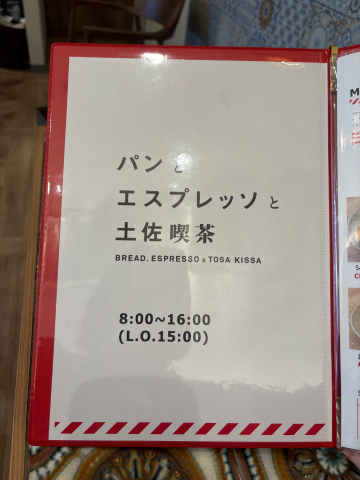 パンと
エスプレッソと
土佐喫茶
BREAD, ESPRESSO & TOSA KISSA
8:00~16:00
(L.O.15:00)